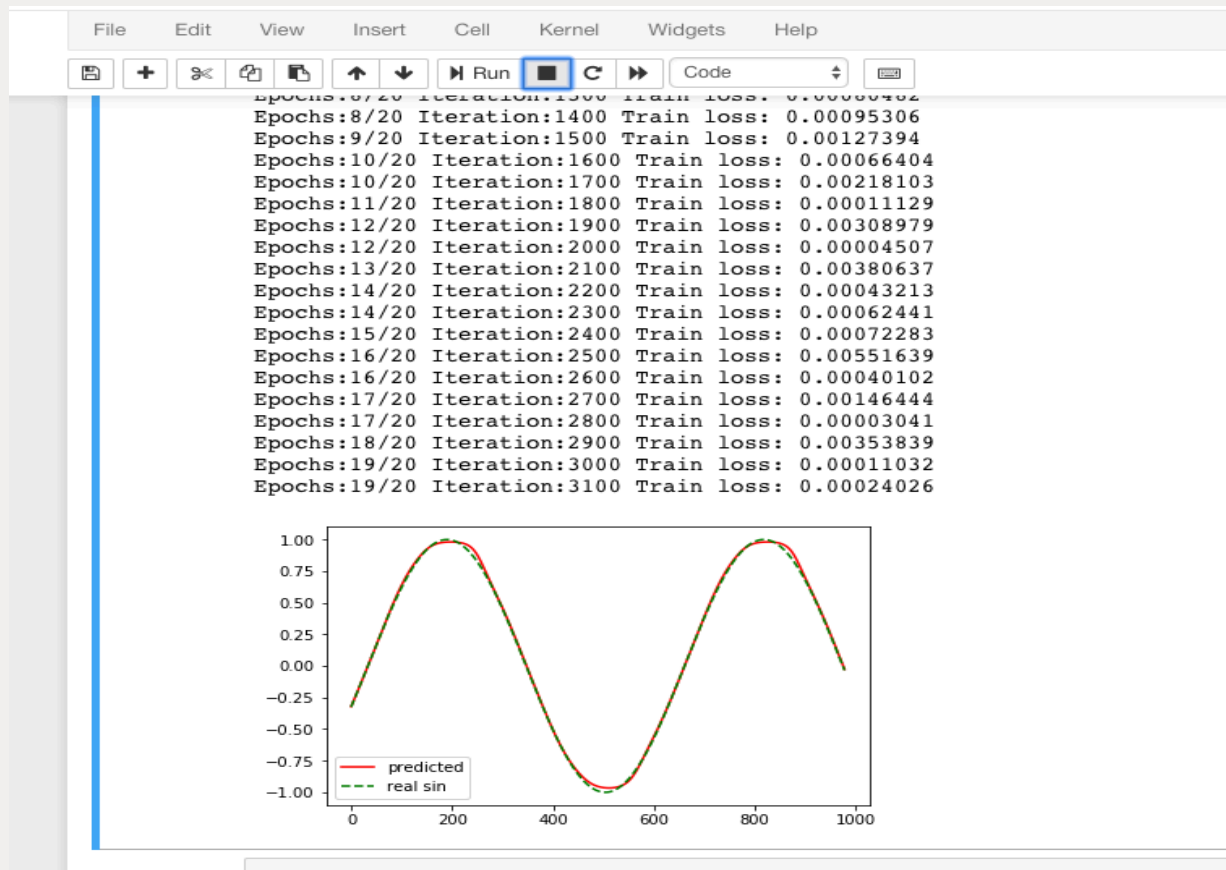 File Edit View Insert Cell Kernel Widgets Help
Run Code
Epochs:8/20 Iteration:1300 Train loss: 0.00080482
Epochs:8/20 Iteration:1400 Train loss: 0.00095306
Epochs:9/20 Iteration:1500 Train loss: 0.00127394
Epochs:10/20 Iteration:1600 Train loss: 0.00066404
Epochs:10/20 Iteration:1700 Train loss: 0.00218103
Epochs:11/20 Iteration:1800 Train loss: 0.00011129
Epochs:12/20 Iteration:1900 Train loss: 0.00308979
Epochs:12/20 Iteration:2000 Train loss: 0.00004507
Epochs:13/20 Iteration:2100 Train loss: 0.00380637
Epochs:14/20 Iteration:2200 Train loss: 0.00043213
Epochs:14/20 Iteration:2300 Train loss: 0.00062441
Epochs:15/20 Iteration:2400 Train loss: 0.00072283
Epochs:16/20 Iteration:2500 Train loss: 0.00551639
Epochs:16/20 Iteration:2600 Train loss: 0.00040102
Epochs:17/20 Iteration:2700 Train loss: 0.00146444
Epochs:17/20 Iteration:2800 Train loss: 0.00003041
Epochs:18/20 Iteration:2900 Train loss: 0.00353839
Epochs:19/20 Iteration:3000 Train loss: 0.00011032
Epochs:19/20 Iteration:3100 Train loss: 0.00024026
1.00
0.75
0.50
0.25
0.00
−0.25
−0.50
−0.75
−1.00
predicted
real sin
0 200 400 600 800 1000